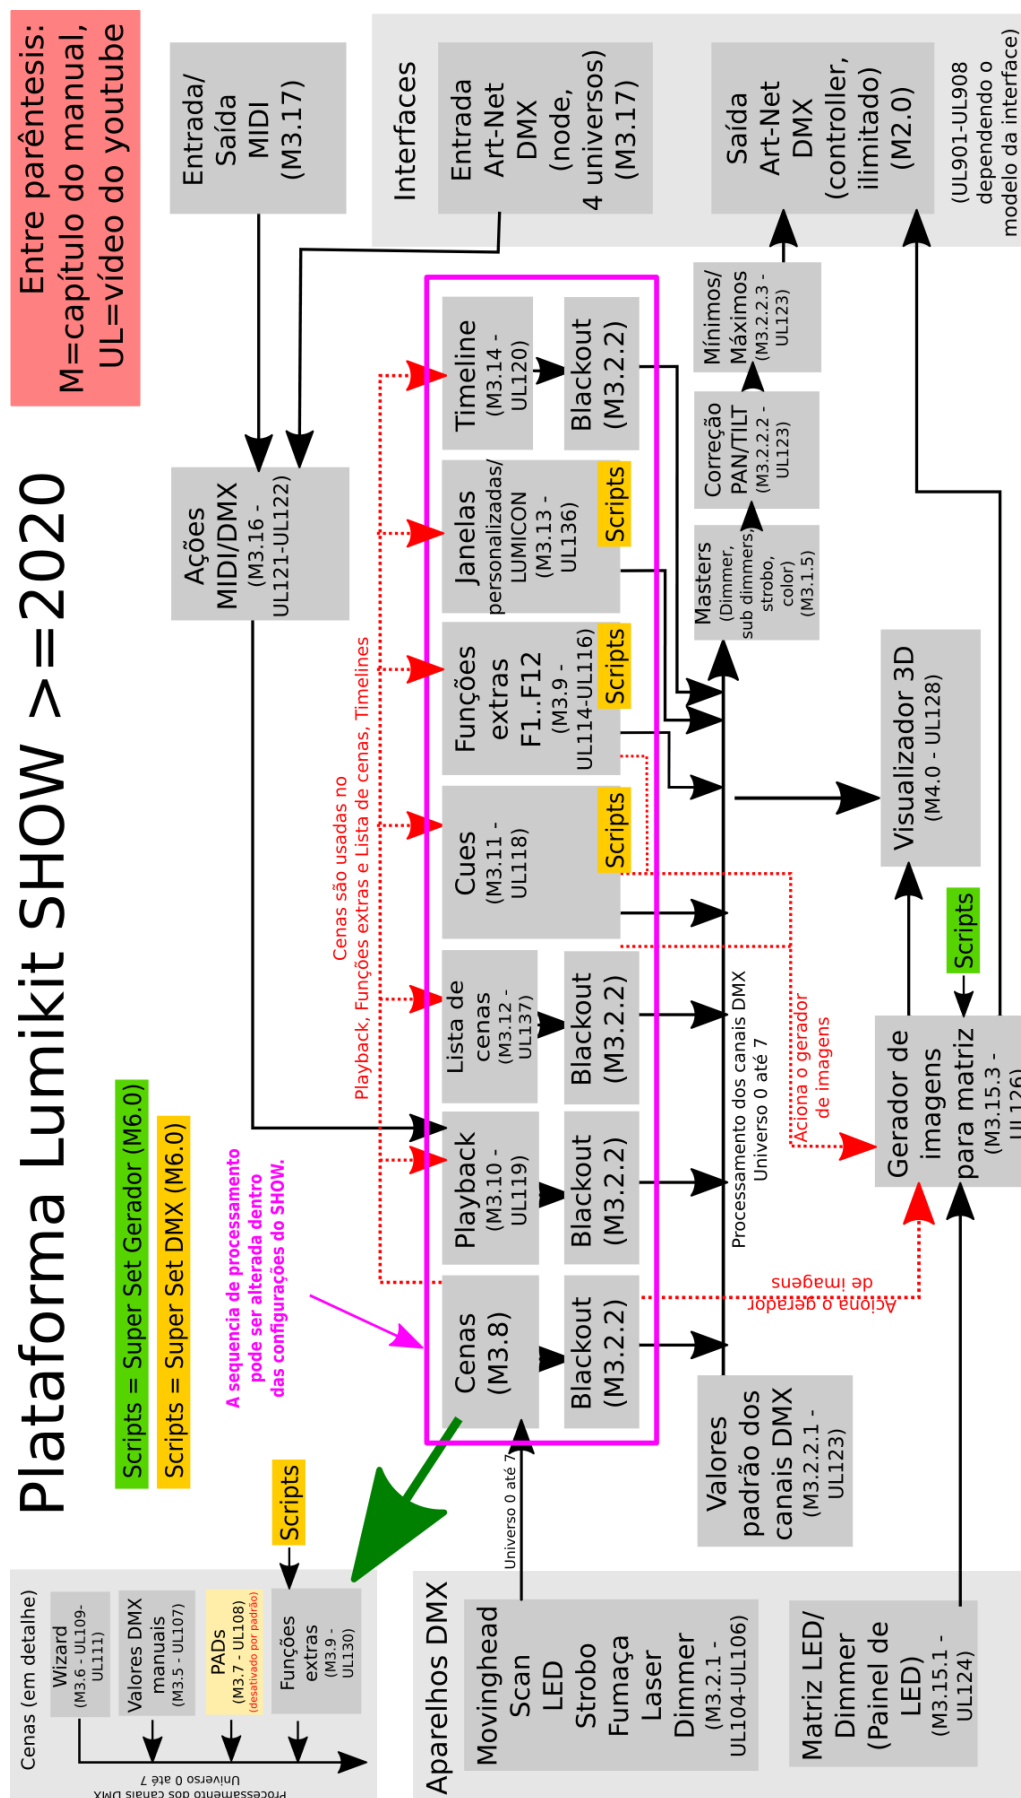 Plataforma Lumikit SHOW >=2020
Entre parêntesis:
M=capítulo do manual,
UL=vídeo do youtube
Scripts = Super Set Gerador (M6.0)
Scripts = Super Set DMX (M6.0)
Cenas (em detalhe)
Wizard
(M3.6 - UL109-
UL111)
Valores DMX
manuais
(M3.5 - UL107)
PADs
(M3.7 - UL108)
(desativado por padrão)
Funções
extras
(M3.9 -
UL130)
Scripts
Processamento dos canais DMX
Universo 0 até 7
A sequencia de processamento
pode ser alterada dentro
das configurações do SHOW.
Ações
MIDI/DMX
(M3.16 -
UL121-UL122)
Entrada/
Saída
MIDI
(M3.17)
Cenas são usadas no
Playback, Funções extras e Lista de cenas, Timelines
Interfaces
Entrada
Art-Net
DMX
(node,
4 universos)
(M3.17)
Saída
Art-Net
DMX
(controller,
ilimitado)
(M2.0)
(UL901-UL908
dependendo o
modelo da interface)
Aparelhos DMX
Movinghead
Scan
LED
Strobo
Fumaça
Laser
Dimmer
(M3.2.1 -
UL104-UL106)
Matriz LED/
Dimmer
(Painel de
LED)
(M3.15.1 -
UL124)
Universo 0 até 7
Cenas
(M3.8)
Blackout
(M3.2.2)
Playback
(M3.10 -
UL119)
Blackout
(M3.2.2)
Lista de
cenas
(M3.12 -
UL137)
Blackout
(M3.2.2)
Cues
(M3.11 -
UL118)
Scripts
Funções
extras
F1..F12
(M3.9 -
UL114-UL116)
Scripts
Janelas
personalizadas/
LUMICON
(M3.13 -
UL136)
Scripts
Timeline
(M3.14 -
UL120)
Blackout
(M3.2.2)
Valores
padrão dos
canais DMX
(M3.2.2.1 -
UL123)
Processamento dos canais DMX
Universo 0 até 7
Masters
(Dimmer,
sub dimmers,
strobo,
color)
(M3.1.5)
Correção
PAN/TILT
(M3.2.2.2 -
UL123)
Mínimos/
Máximos
(M3.2.2.3 -
UL123)
Aciona o gerador
de imagens
Aciona o gerador
de imagens
Gerador de
imagens
para matriz
(M3.15.3 -
UL126)
Scripts
Visualizador 3D
(M4.0 - UL128)